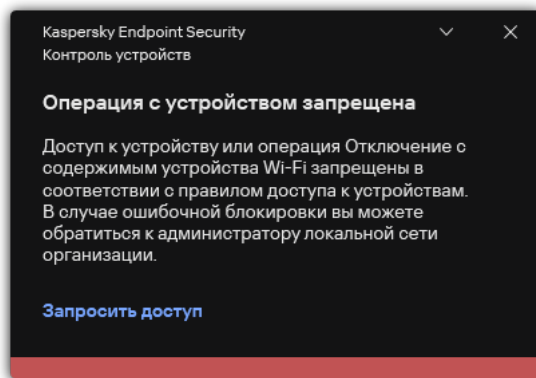 Kaspersky Endpoint Security
Контроль устройств
Операция с устройством запрещена
Доступ к устройству или операция Отключение с
содержимым устройства Wi-Fi запрещены в
соответствии с правилом доступа к устройствам.
В случае ошибочной блокировки вы можете
обратиться к администратору локальной сети
организации.
Запросить доступ